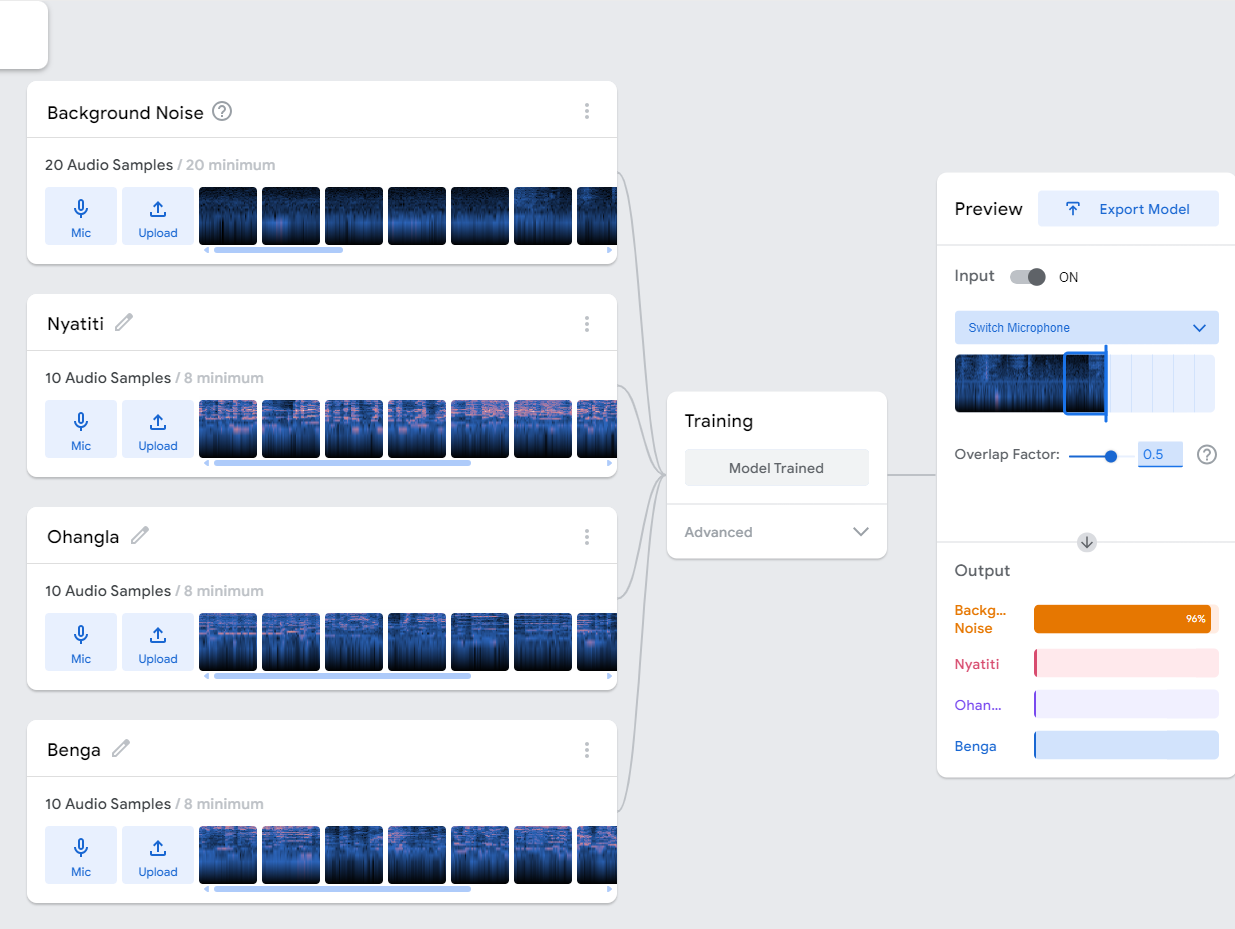 Background Noise
20 Audio Samples / 20 minimum
Mic
Upload
Nyatiti
10 Audio Samples / 8 minimum
Mic
Upload
Ohangla
10 Audio Samples / 8 minimum
Mic
Upload
Benga
10 Audio Samples / 8 minimum
Mic
Upload
Training
Model Trained
Advanced
Preview
Export Model
Input
ON
Switch Microphone
Overlap Factor:
0.5
Output
Backg...
Noise
96%
Nyatiti
Ohan...
Benga